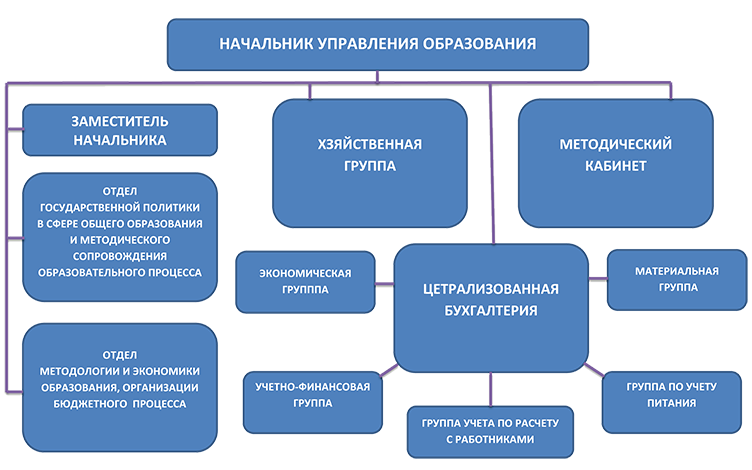 НАЧАЛЬНИК УПРАВЛЕНИЯ ОБРАЗОВАНИЯ
ЗАМЕСТИТЕЛЬ
НАЧАЛЬНИКА
ХЗЯЙСТВЕННАЯ
ГРУППА
МЕТОДИЧЕСКИЙ
КАБИНЕТ
ОТДЕЛ
ГОСУДАРСТВЕННОЙ ПОЛИТИКИ
В СФЕРЕ ОБЩЕГО ОБРАЗОВАНИЯ
И МЕТОДИЧЕСКОГО
СОПРОВОЖДЕНИЯ
ОБРАЗОВАТЕЛЬНОГО ПРОЦЕССА
ЭКОНОМИЧЕСКАЯ
ГРУПППА
ЦЕТРАЛИЗОВАННАЯ
БУХГАЛТЕРИЯ
МАТЕРИАЛЬНАЯ
ГРУППА
ОТДЕЛ
МЕТОДОЛОГИИ И ЭКОНОМИКИ
ОБРАЗОВАНИЯ, ОРГАНИЗАЦИИ
БЮДЖЕТНОГО ПРОЦЕССА
УЧЕТНО-ФИНАНСОВАЯ
ГРУППА
ГРУППА УЧЕТА ПО РАСЧЕТУ
С РАБОТНИКАМИ
ГРУППА ПО УЧЕТУ
ПИТАНИЯ